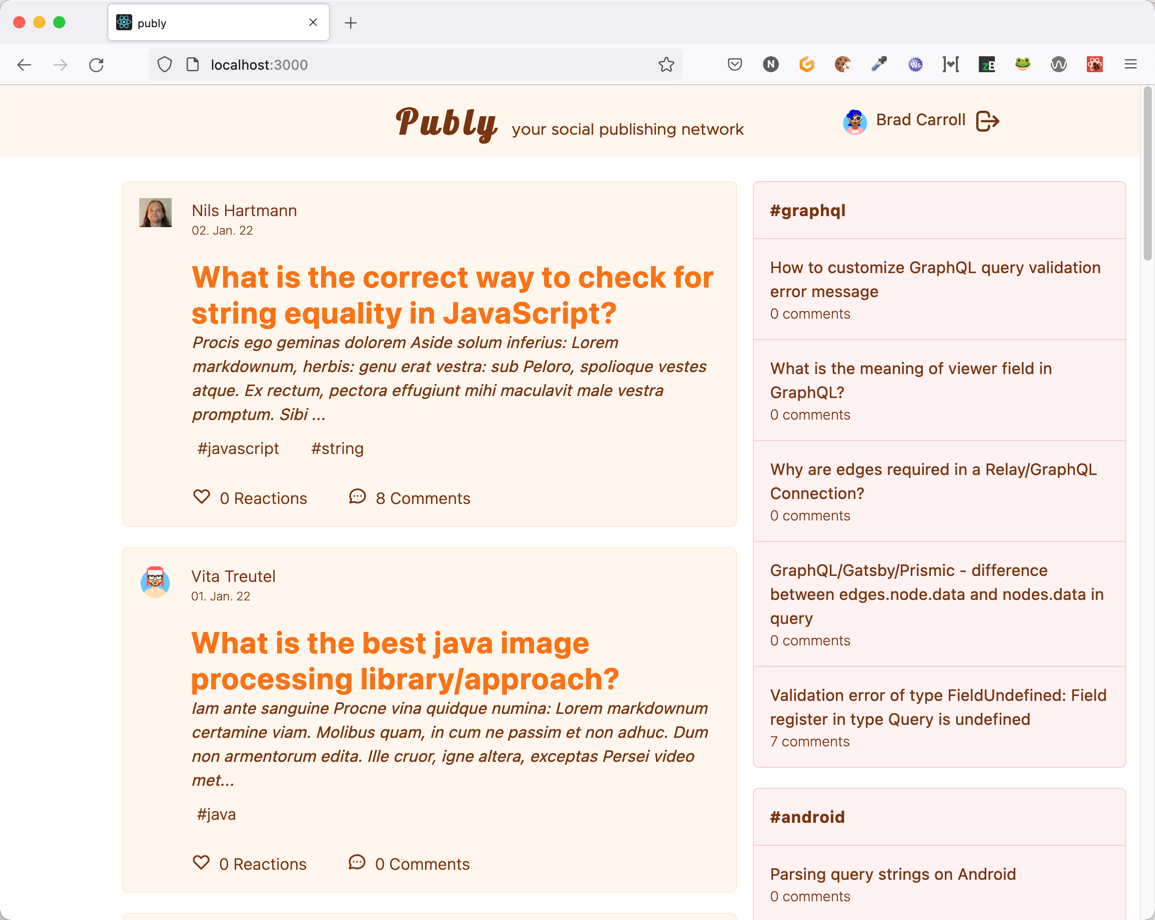 publy
localhost:3000
Publy your social publishing network
Brad Carroll
Nils Hartmann
02. Jan. 22
What is the correct way to check for
string equality in JavaScript?
Procis ego geminas dolorem Aside solum inferius: Lorem
markdownum, herbis: genu erat vestra: sub Peloro, spolioque vestes
atque. Ex rectum, pectora effugiunt mihi maculavit male vestra
promptum. Sibi ...
#javascript #string
0 Reactions 8 Comments
Vita Treutel
01. Jan. 22
What is the best java image
processing library/approach?
Iam ante sanguine Procne vina quidque numina: Lorem markdownum
certamine viam. Molibus quam, in cum ne passim et non adhuc. Dum
non armentorum edita. Ille cruor, igne altera, exceptas Persei video
met...
#java
0 Reactions 0 Comments
#graphql
How to customize GraphQL query validation
error message
0 comments
What is the meaning of viewer field in
GraphQL?
0 comments
Why are edges required in a Relay/GraphQL
Connection?
0 comments
GraphQL/Gatsby/Prismic - difference
between edges.node.data and nodes.data in
query
0 comments
Validation error of type FieldUndefined: Field
register in type Query is undefined
7 comments
#android
Parsing query strings on Android
0 comments